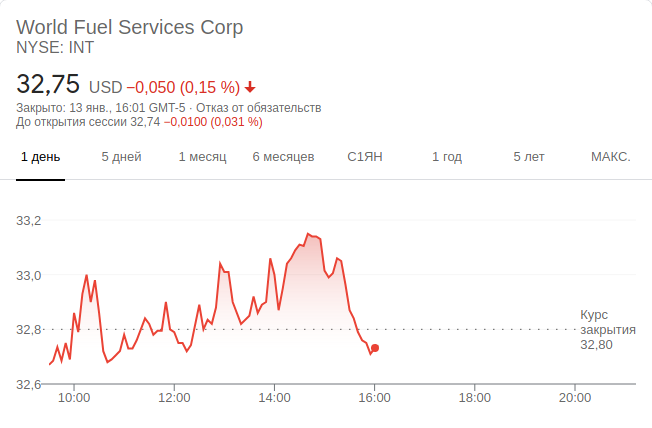 World Fuel Services Corp
NYSE: INT
32,75 USD −0,050 (0,15 %)
Закрыто: 13 янв., 16:01 GMT-5 · Отказ от обязательств
До открытия сессии 32,74 −0,0100 (0,031 %)
1 день 5 дней 1 месяц 6 месяцев С1ЯН 1 год 5 лет МАКС.
33,2
33,0
32,8
32,6
Курс
закрытия
32,80
10:00 12:00 14:00 16:00 18:00 20:00